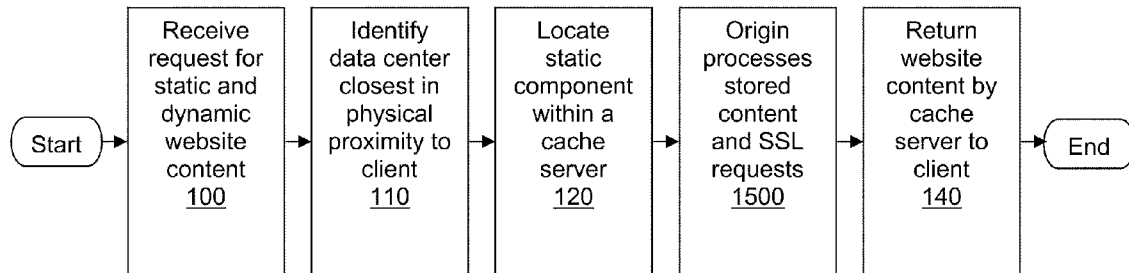 Start
Receive
request for
static and
dynamic
website
content
100
Identify
data center
closest in
physical
proximity to
client
110
Locate
static
component
within a
cache
server
120
Origin
processes
stored
content
and SSL
requests
1500
Return
website
content by
cache
server to
client
140
End